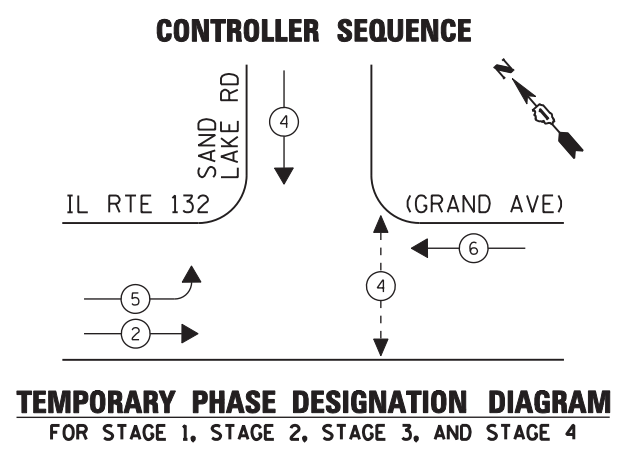 CONTROLLER SEQUENCE
N
SAND
LAKE RD
4
IL RTE 132
(GRAND AVE)
6
5
4
2
TEMPORARY PHASE DESIGNATION DIAGRAM
FOR STAGE 1, STAGE 2, STAGE 3, AND STAGE 4